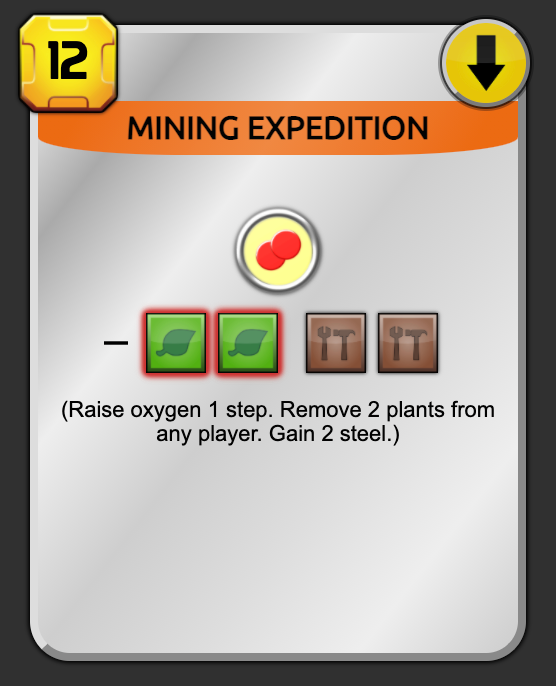 12
MINING EXPEDITION
(Raise oxygen 1 step. Remove 2 plants from
any player. Gain 2 steel.)